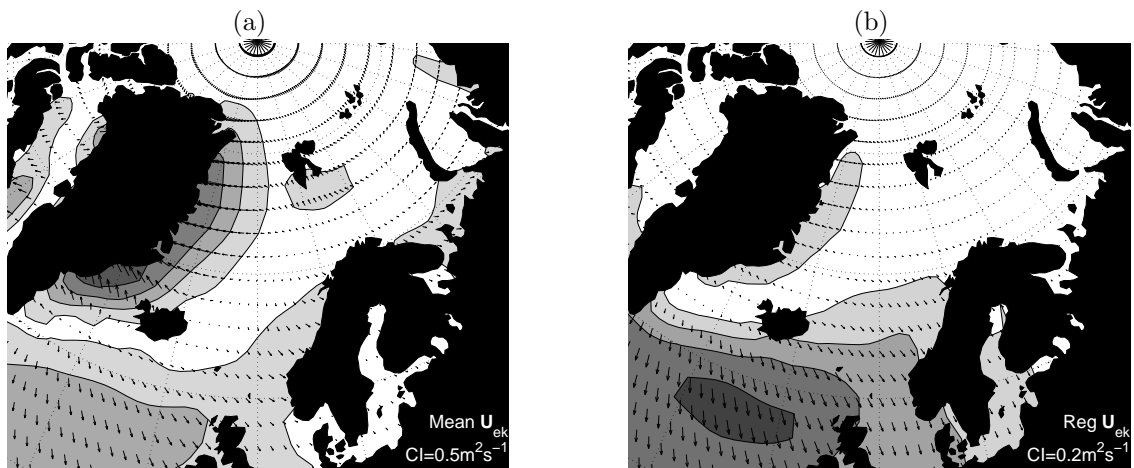 (a)
(b)
Mean U_ek
CI=0.5m²s⁻¹
Reg U_ek
CI=0.2m²s⁻¹